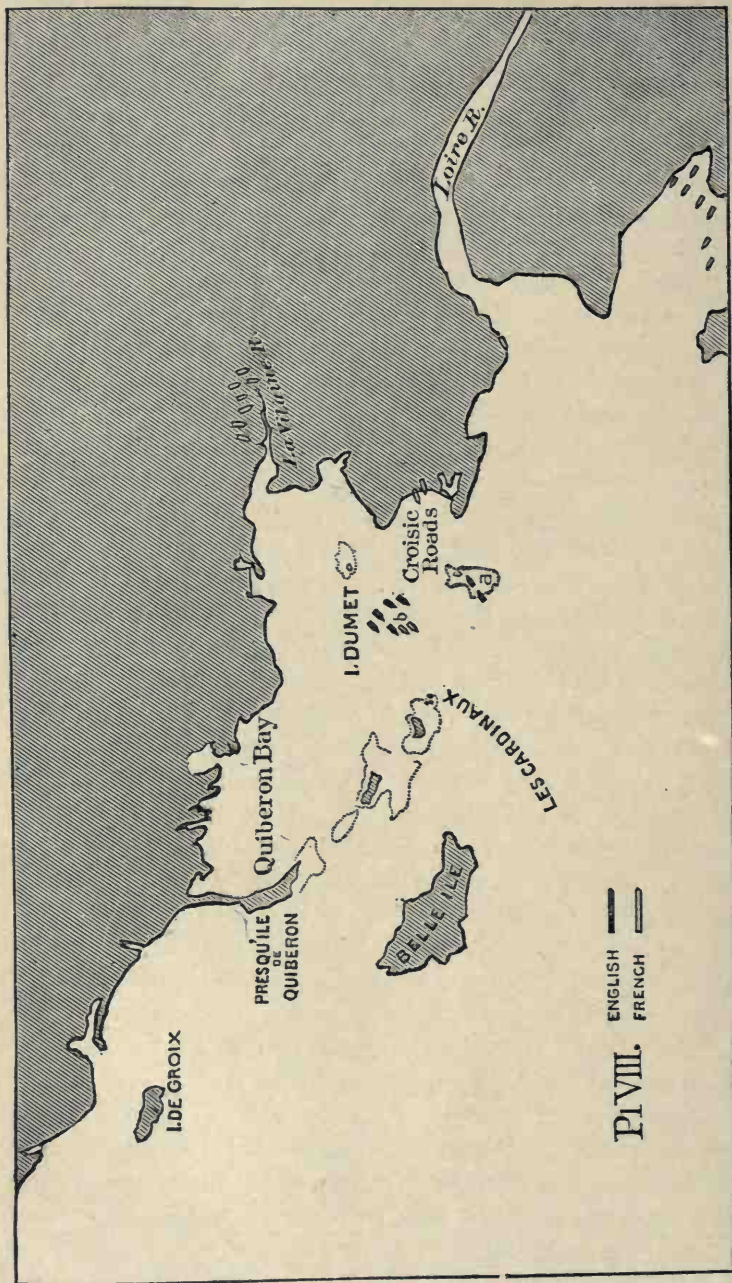 Loire R.
La Vilaine R.
I. DUMET
Croisic
Roads
a
b
Quiberon Bay
LES CARDINAUX
PRESQU'ILE
DE
QUIBERON
BELLE ILE
I. DE GROIX
Pl VIII.
ENGLISH
FRENCH